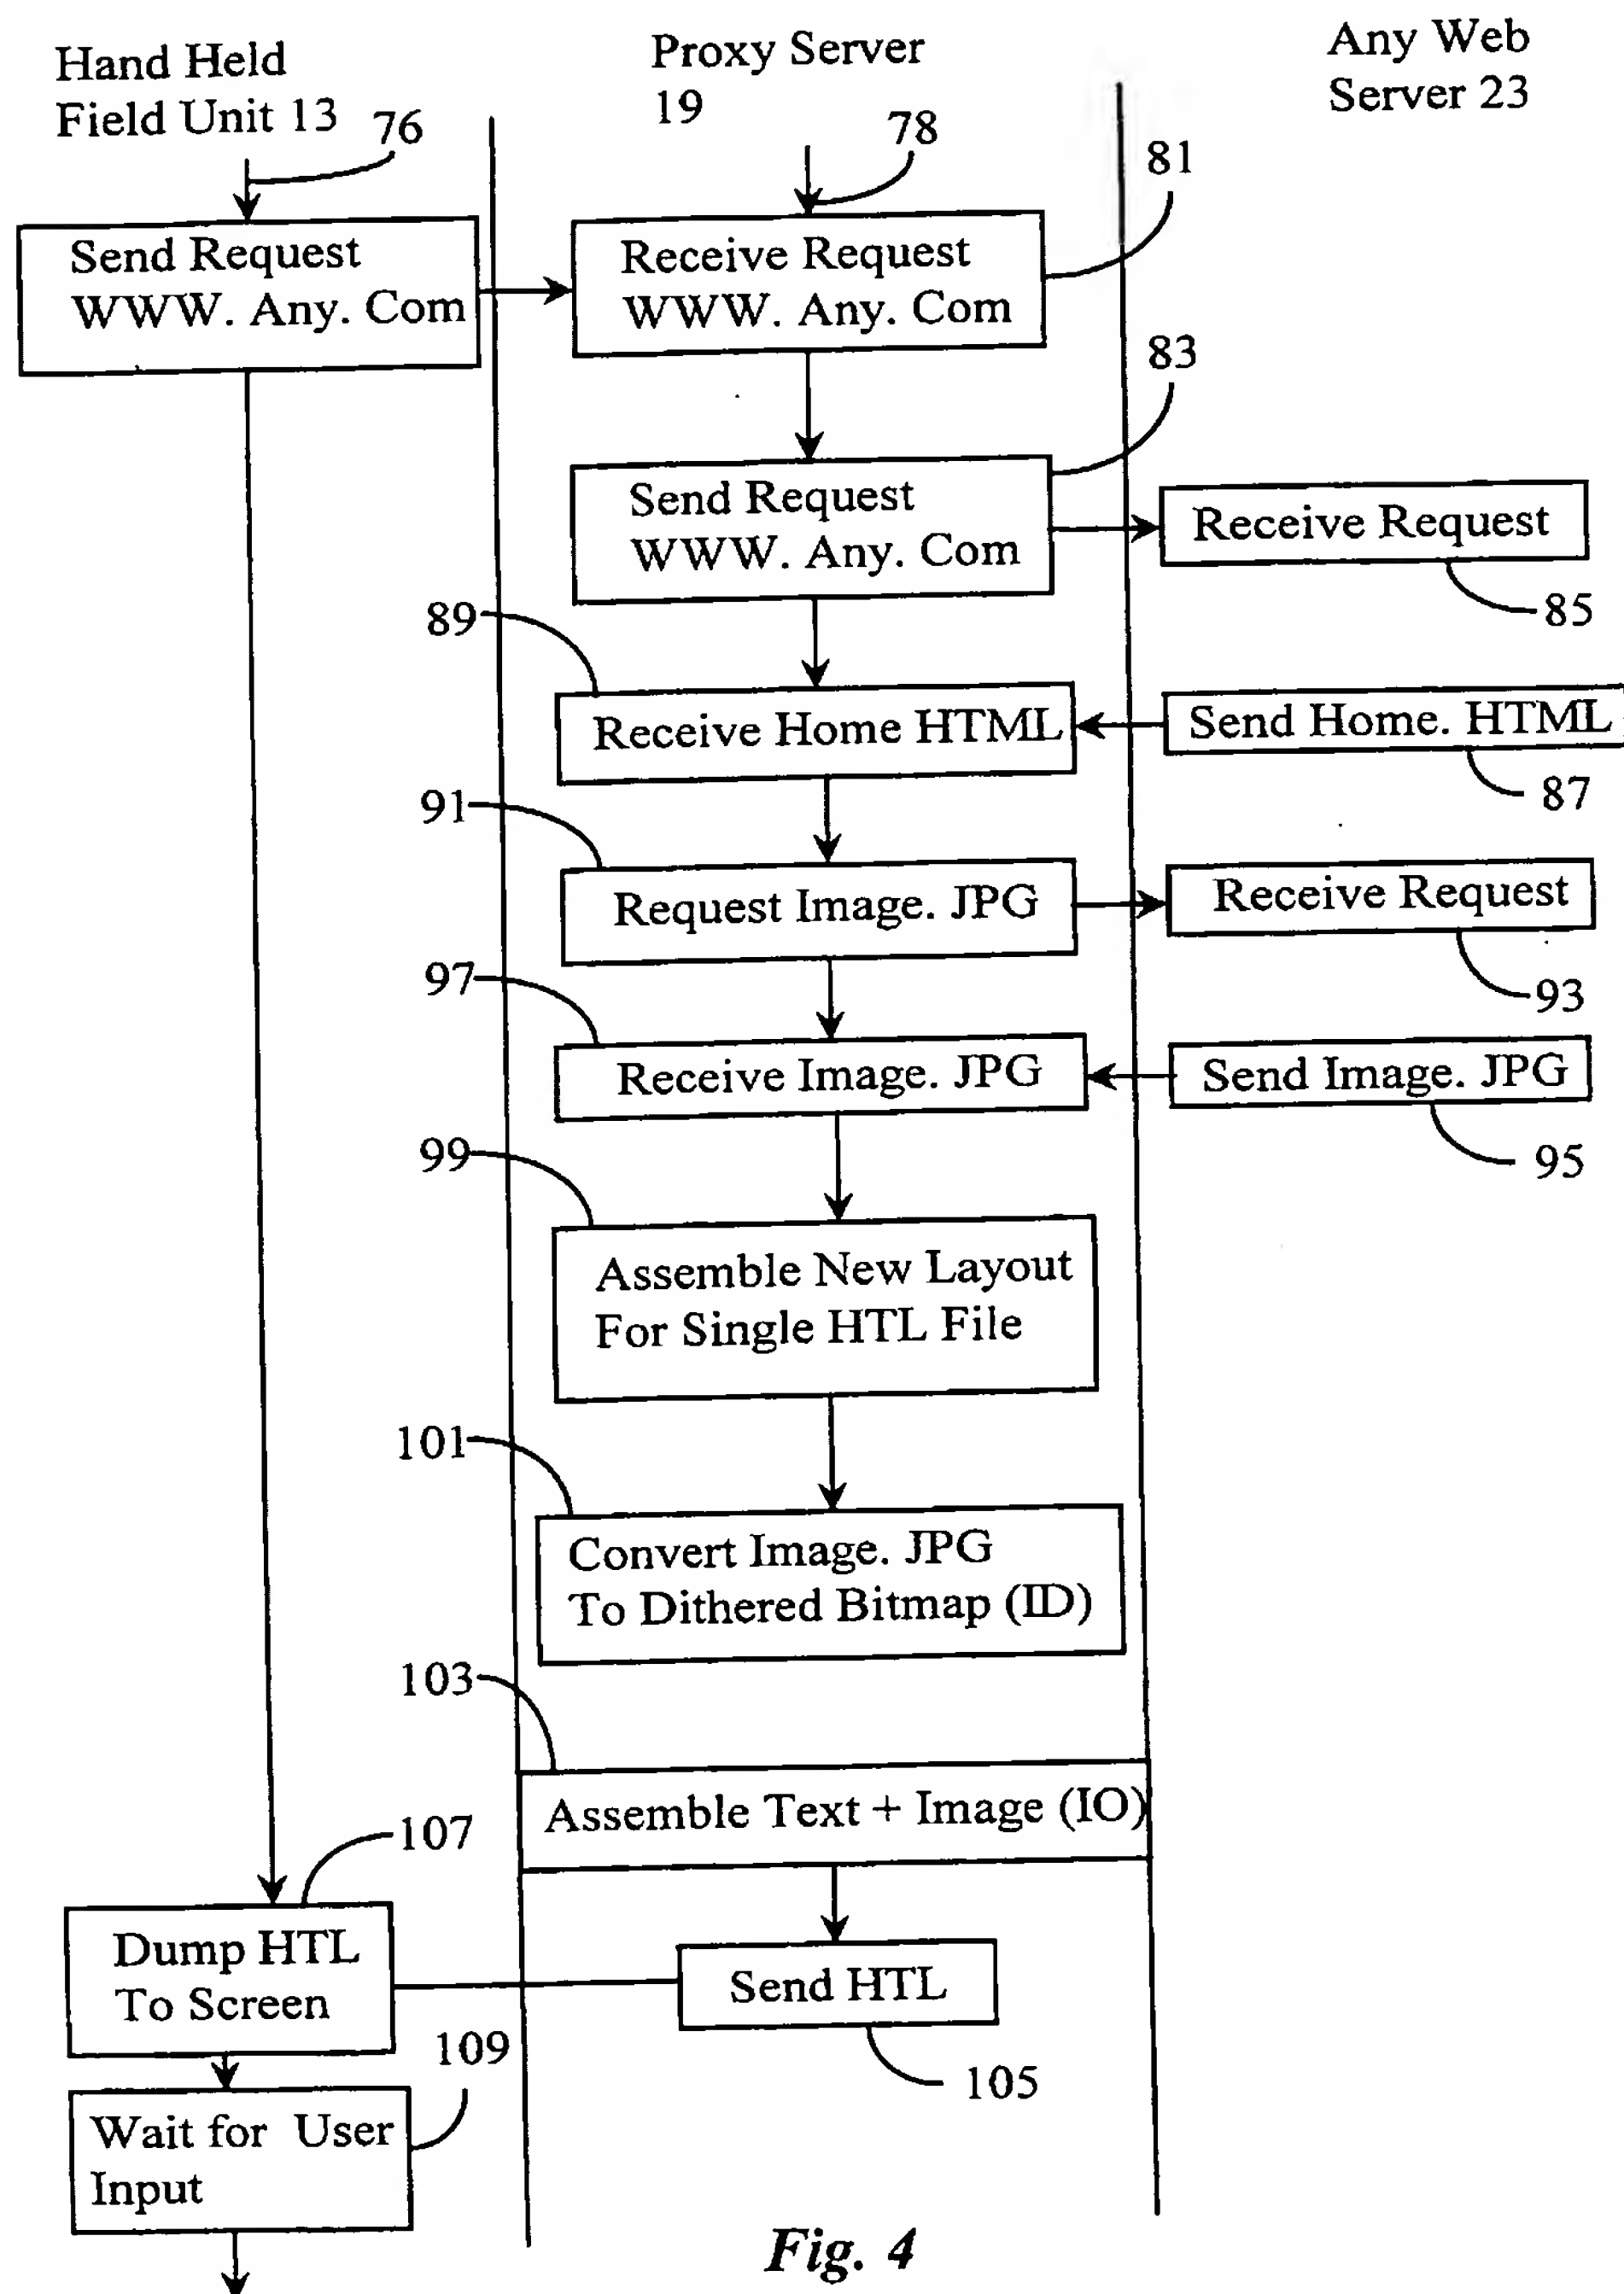 Hand Held
Field Unit 13
76
Proxy Server
19
78
Any Web
Server 23
81
Send Request
WWW. Any. Com
Receive Request
WWW. Any. Com
83
Send Request
WWW. Any. Com
Receive Request
85
89
Receive Home HTML
Send Home. HTML
87
91
Request Image. JPG
Receive Request
93
97
Receive Image. JPG
Send Image. JPG
95
99
Assemble New Layout
For Single HTL File
101
Convert Image. JPG
To Dithered Bitmap (ID)
103
Assemble Text + Image (IO)
107
Dump HTL
To Screen
Send HTL
105
109
Wait for User
Input
Fig. 4